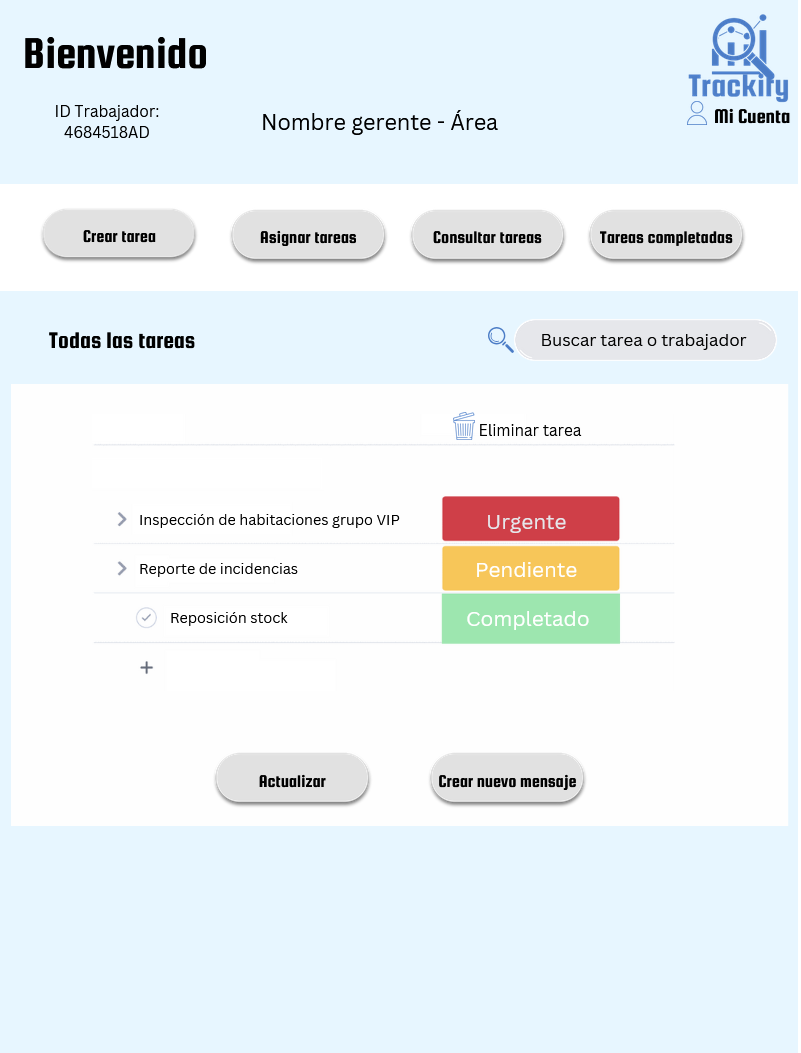 Bienvenido
Trackify
Mi Cuenta
ID Trabajador:
4684518AD
Nombre gerente - Área
Crear tarea
Asignar tareas
Consultar tareas
Tareas completadas
Todas las tareas
Buscar tarea o trabajador
Eliminar tarea
Inspección de habitaciones grupo VIP
Urgente
Reporte de incidencias
Pendiente
Reposición stock
Completado
Actualizar
Crear nuevo mensaje